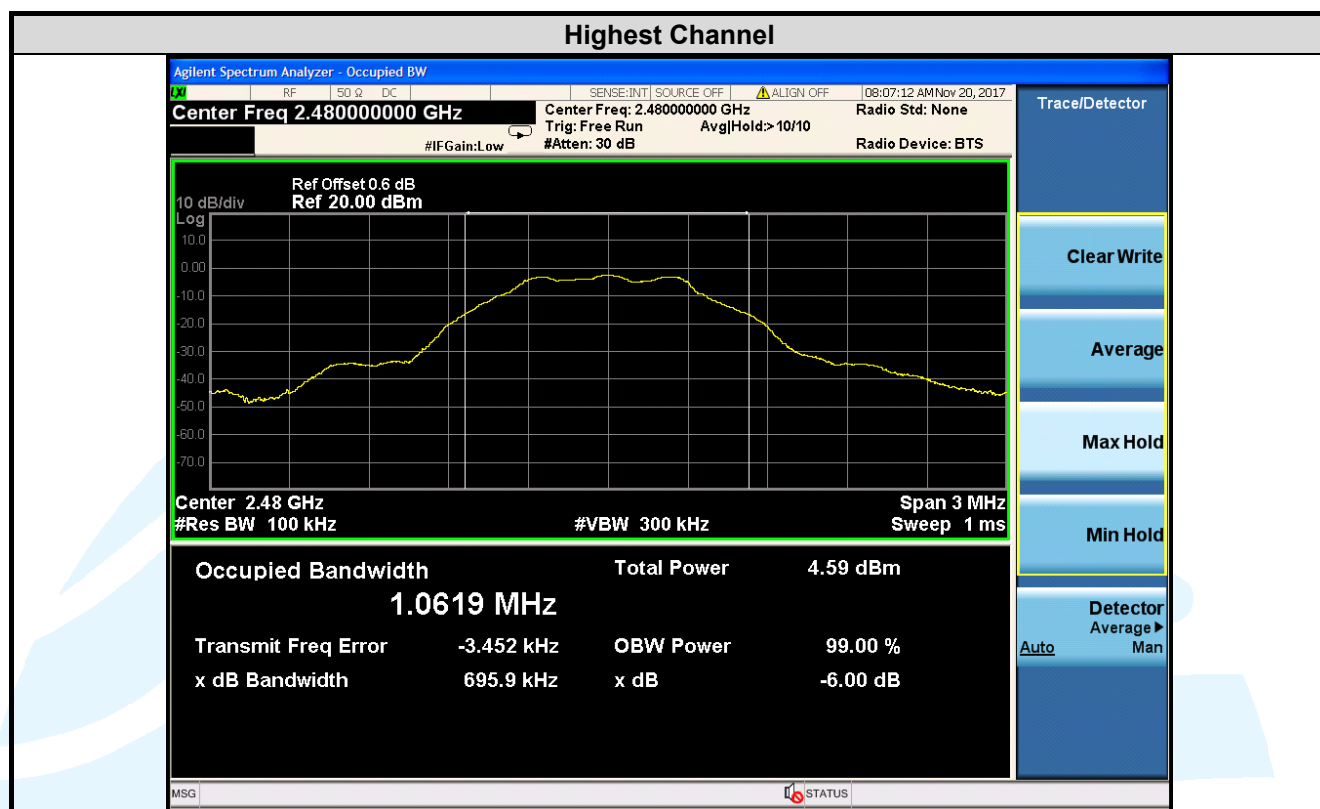 Highest Channel
Agilent Spectrum Analyzer - Occupied BW
LXI RF 50 Ω DC SENSE:INT SOURCE OFF ALIGN OFF 08:07:12 AM Nov 20, 2017
Center Freq 2.480000000 GHz
Center Freq: 2.480000000 GHz
Radio Std: None
Trig: Free Run Avg|Hold:> 10/10
#IFGain:Low
#Atten: 30 dB
Radio Device: BTS
Trace/Detector
Ref Offset 0.6 dB
10 dB/div Ref 20.00 dBm
Log
10.0
0.00
-10.0
-20.0
-30.0
-40.0
-50.0
-60.0
-70.0
Center 2.48 GHz Span 3 MHz
#Res BW 100 kHz #VBW 300 kHz Sweep 1 ms
Occupied Bandwidth Total Power 4.59 dBm
1.0619 MHz
Transmit Freq Error -3.452 kHz OBW Power 99.00 %
x dB Bandwidth 695.9 kHz x dB -6.00 dB
Clear Write
Average
Max Hold
Min Hold
Detector
Average▶
Auto Man
MSG STATUS